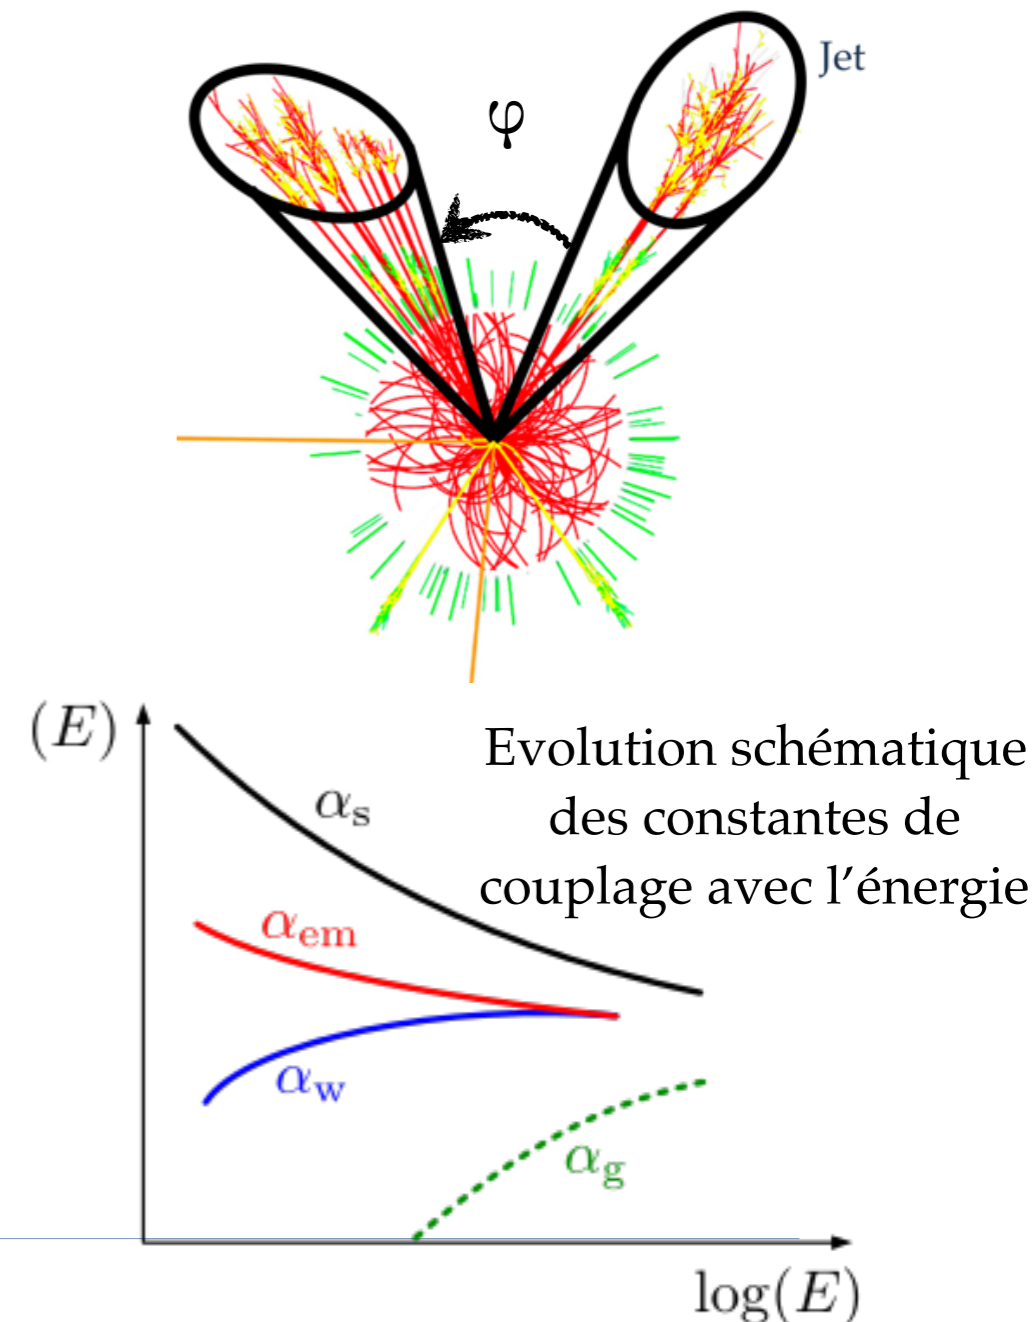 Jet
φ
(E)
Evolution schématique
des constantes de
couplage avec l’énergie
αs
αem
αw
αg
log(E)